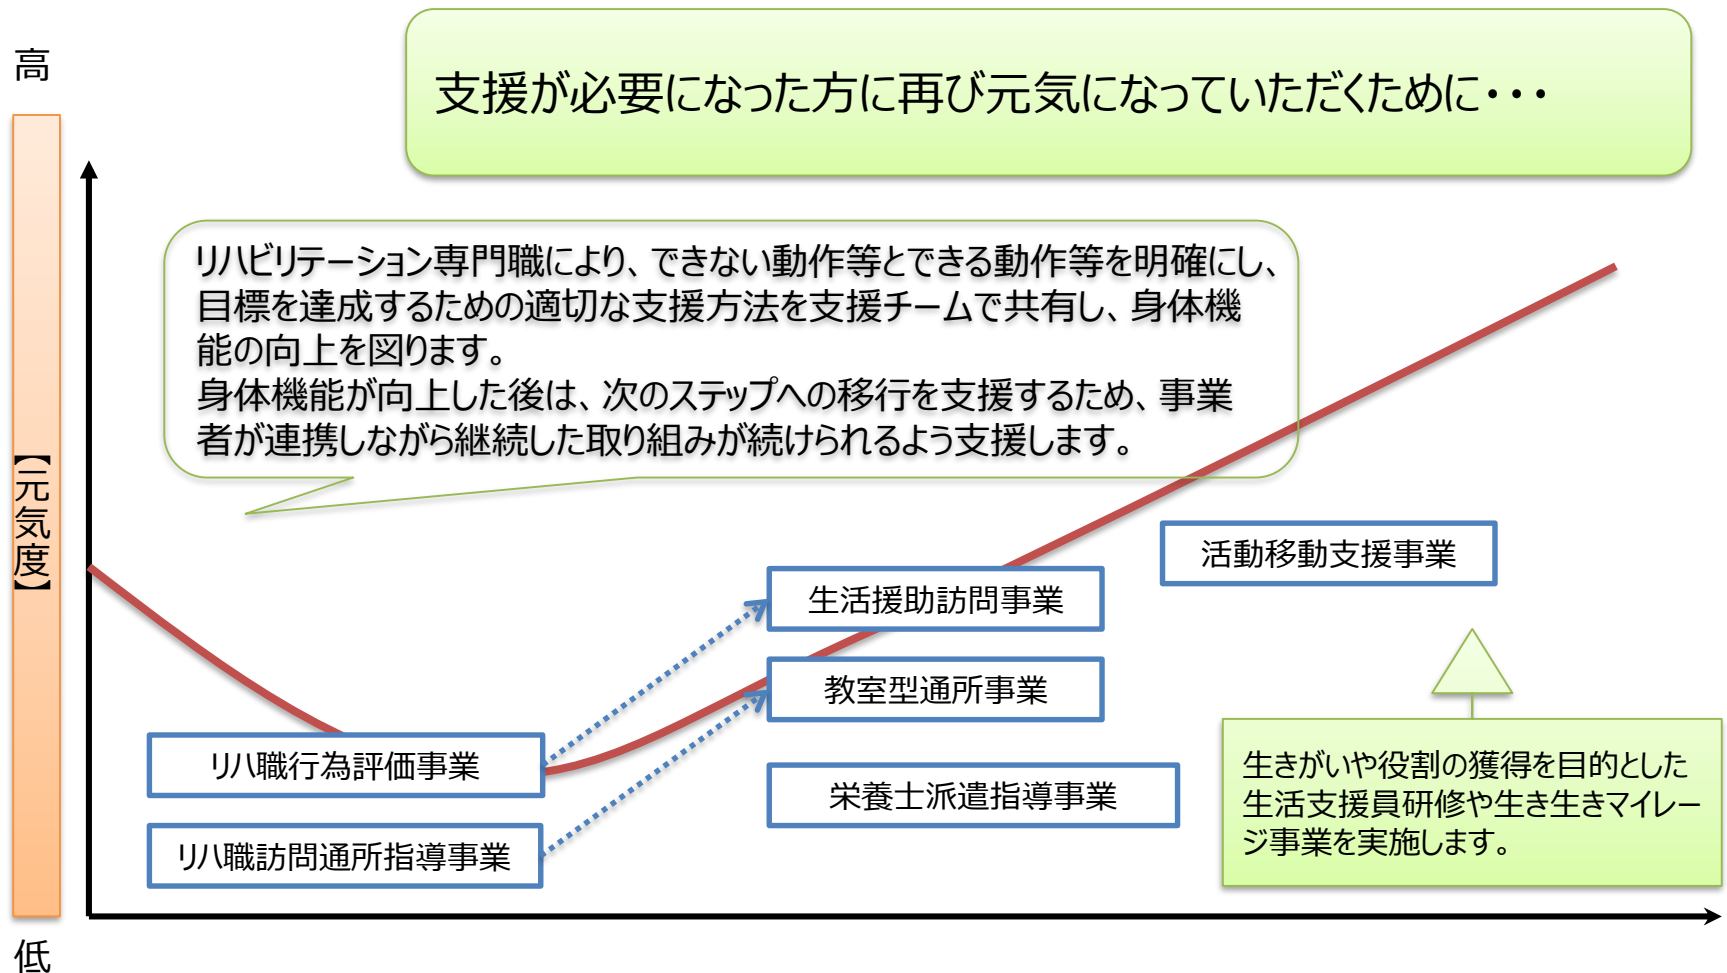 高
支援が必要になった方に再び元気になっていただくために・・・
リハビリテーション専門職により、できない動作等とできる動作等を明確にし、
目標を達成するための適切な支援方法を支援チームで共有し、身体機
能の向上を図ります。
身体機能が向上した後は、次のステップへの移行を支援するため、事業
者が連携しながら継続した取り組みが続けられるよう支援します。
【元気度】
活動移動支援事業
生活援助訪問事業
教室型通所事業
リハ職行為評価事業
栄養士派遣指導事業
リハ職訪問通所指導事業
生きがいや役割の獲得を目的とした
生活支援員研修や生き生きマイレー
ジ事業を実施します。
低